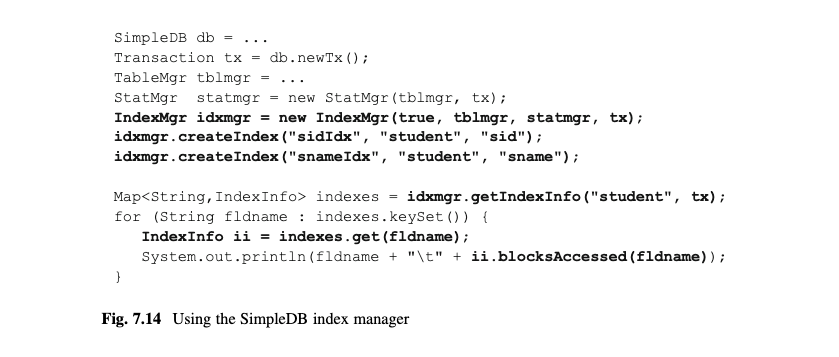 SimpleDB db = ...
Transaction tx = db.newTx();
TableMgr tblmgr = ...
StatMgr  statmgr = new StatMgr(tblmgr, tx);
IndexMgr idxmgr = new IndexMgr(true, tblmgr, statmgr, tx);
idxmgr.createIndex("sidIdx", "student", "sid");
idxmgr.createIndex("snameIdx", "student", "sname");

Map<String,IndexInfo> indexes = idxmgr.getIndexInfo("student", tx);
for (String fldname : indexes.keySet()) {
   IndexInfo ii = indexes.get(fldname);
   System.out.println(fldname + "\t" + ii.blocksAccessed(fldname));
}
Fig. 7.14 Using the SimpleDB index manager